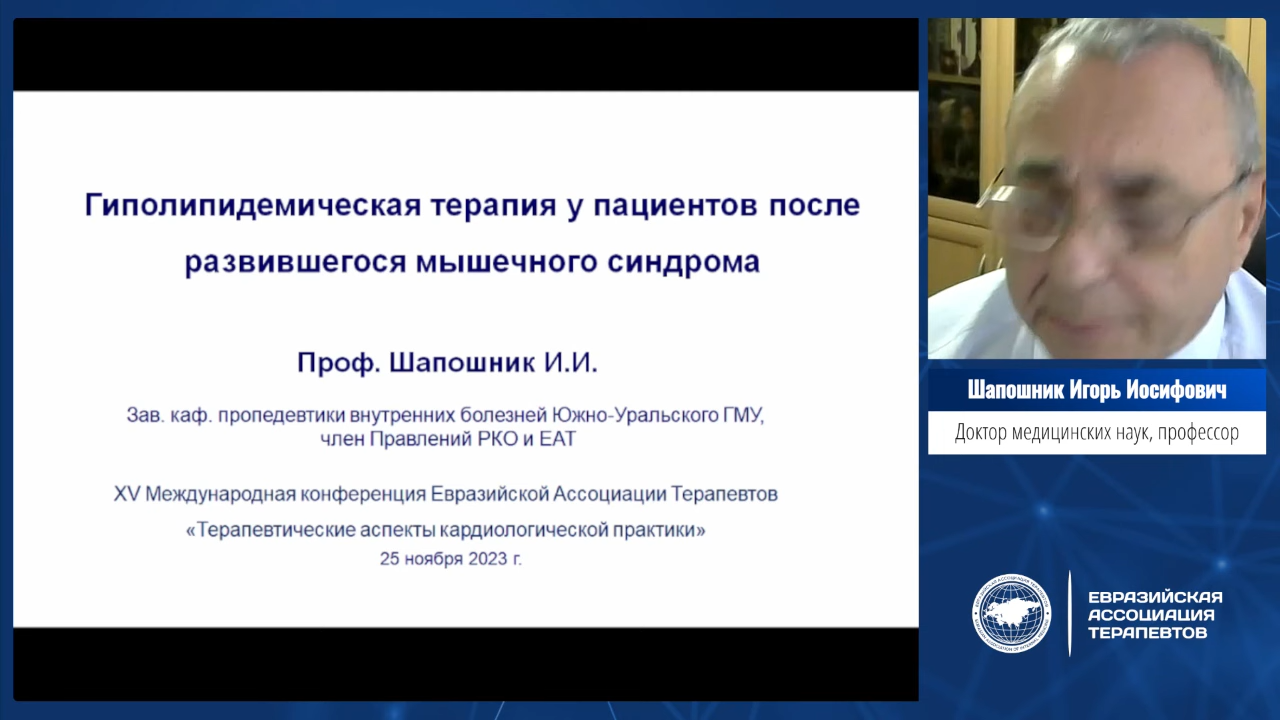 Гиполипидемическая терапия у пациентов после
развившегося мышечного синдрома
Проф. Шапошник И.И.
Зав. каф. пропедевтики внутренних болезней Южно-Уральского ГМУ,
член Правлений РКО и ЕАТ
XV Международная конференция Евразийской Ассоциации Терапевтов
«Терапевтические аспекты кардиологической практики»
25 ноября 2023 г.
Шапошник Игорь Иосифович
Доктор медицинских наук, профессор
ЕВРАЗИЙСКАЯ
АССОЦИАЦИЯ
ТЕРАПЕВТОВ